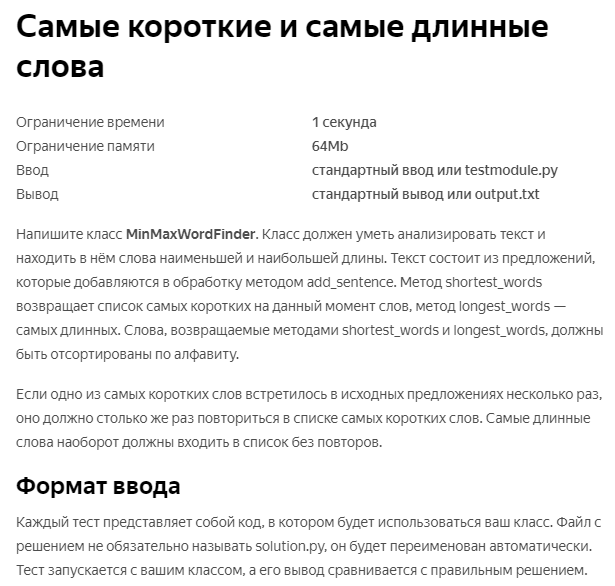 Самые короткие и самые длинные
слова
Ограничение времени 1 секунда
Ограничение памяти 64Mb
Ввод стандартный ввод или testmodule.py
Вывод стандартный вывод или output.txt
Напишите класс MinMaxWordFinder. Класс должен уметь анализировать текст и
находить в нём слова наименьшей и наибольшей длины. Текст состоит из предложений,
которые добавляются в обработку методом add_sentence. Метод shortest_words
возвращает список самых коротких на данный момент слов, метод longest_words —
самых длинных. Слова, возвращаемые методами shortest_words и longest_words, должны
быть отсортированы по алфавиту.
Если одно из самых коротких слов встретилось в исходных предложениях несколько раз,
оно должно столько же раз повториться в списке самых коротких слов. Самые длинные
слова наоборот должны входить в список без повторов.
Формат ввода
Каждый тест представляет собой код, в котором будет использоваться ваш класс. Файл с
решением не обязательно называть solution.py, он будет переименован автоматически.
Тест запускается с вашим классом, а его вывод сравнивается с правильным решением.